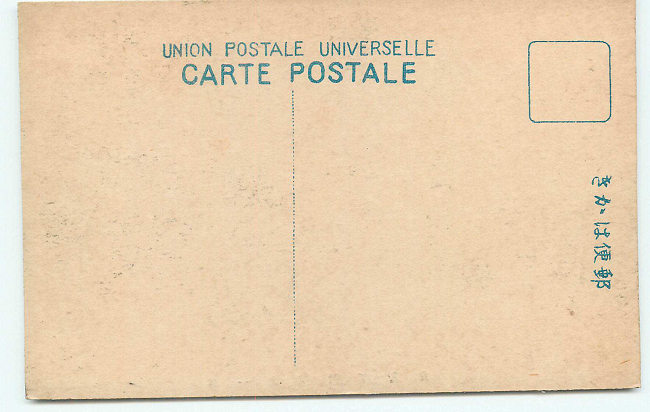 UNION POSTALE UNIVERSELLE
CARTE POSTALE
郵便はかき